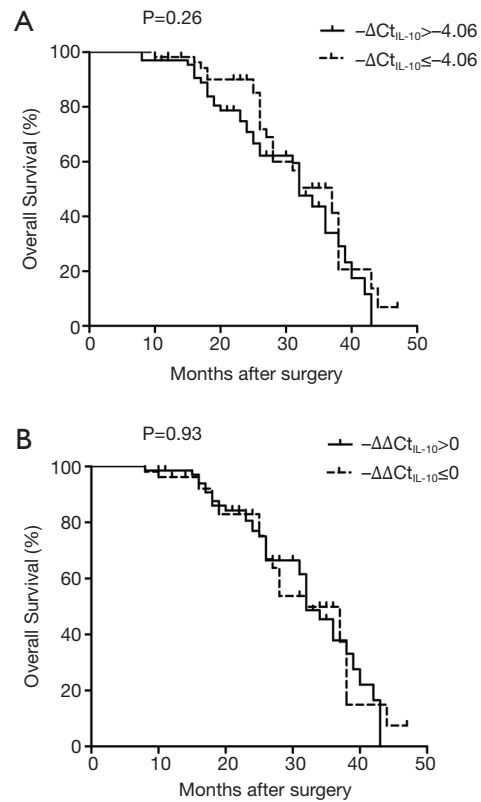 A
P=0.26
−ΔCtIL-10>−4.06
−ΔCtIL-10≤−4.06
Overall Survival (%)
100
80
60
40
20
0
0 10 20 30 40 50
Months after surgery
B
P=0.93
−ΔΔCtIL-10>0
−ΔΔCtIL-10≤0
Overall Survival (%)
100
80
60
40
20
0
0 10 20 30 40 50
Months after surgery